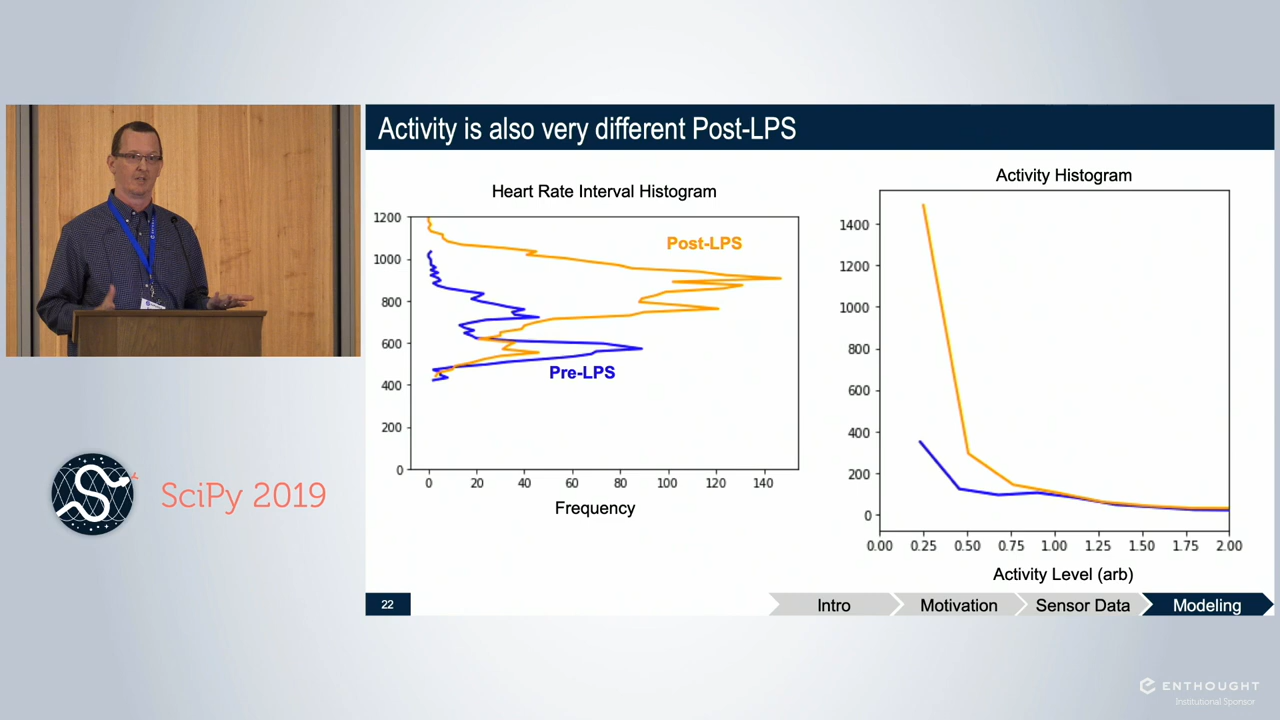 Activity is also very different Post-LPS
Heart Rate Interval Histogram
1200
1000
800
600
400
200
0
0 20 40 60 80 100 120 140
Frequency
Post-LPS
Pre-LPS
Activity Histogram
1400
1200
1000
800
600
400
200
0
0.00 0.25 0.50 0.75 1.00 1.25 1.50 1.75 2.00
Activity Level (arb)
22
Intro
Motivation
Sensor Data
Modeling
SciPy 2019
ENTHOUGHT
Institutional Sponsor